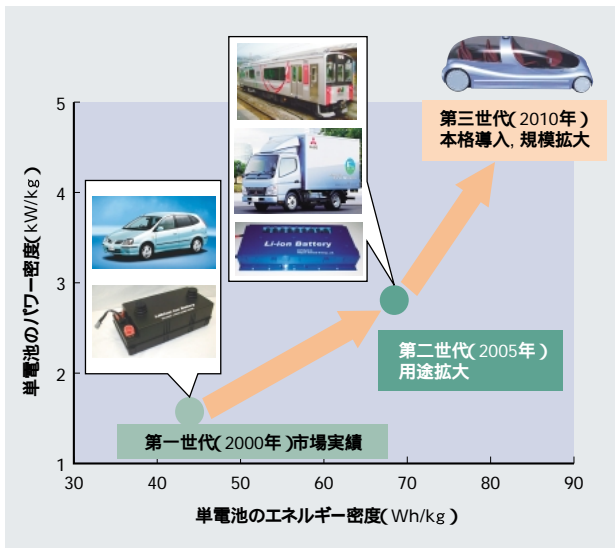 5
4
3
2
1
30
40
50
60
70
80
90
単電池のパワー密度(kW/kg)
単電池のエネルギー密度(Wh/kg)
Lithium Ion Battery
Li-ion Battery
第一世代(2000年)市場実績
第二世代(2005年)
用途拡大
第三世代(2010年)
本格導入, 規模拡大